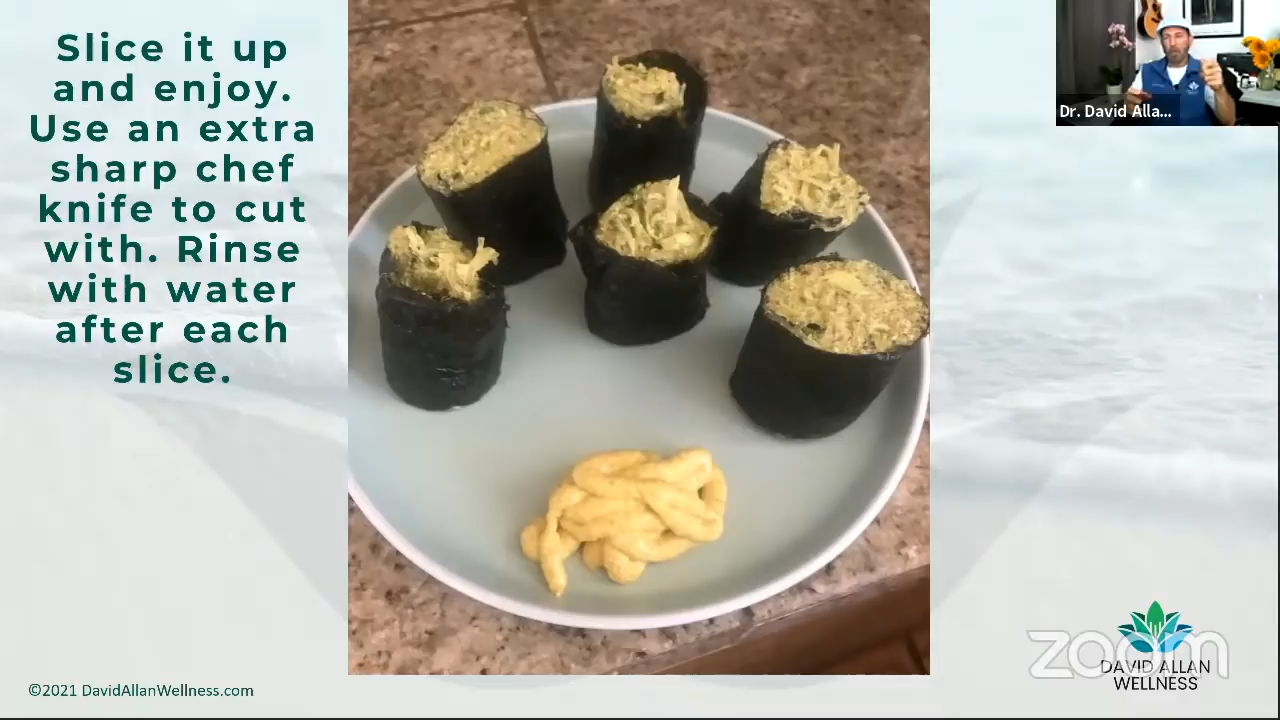 Slice it up
and enjoy.
Use an extra
sharp chef
knife to cut
with. Rinse
with water
after each
slice.
Dr. David Alla...
©2021 DavidAllanWellness.com
zoom
DAVID ALLAN
WELLNESS